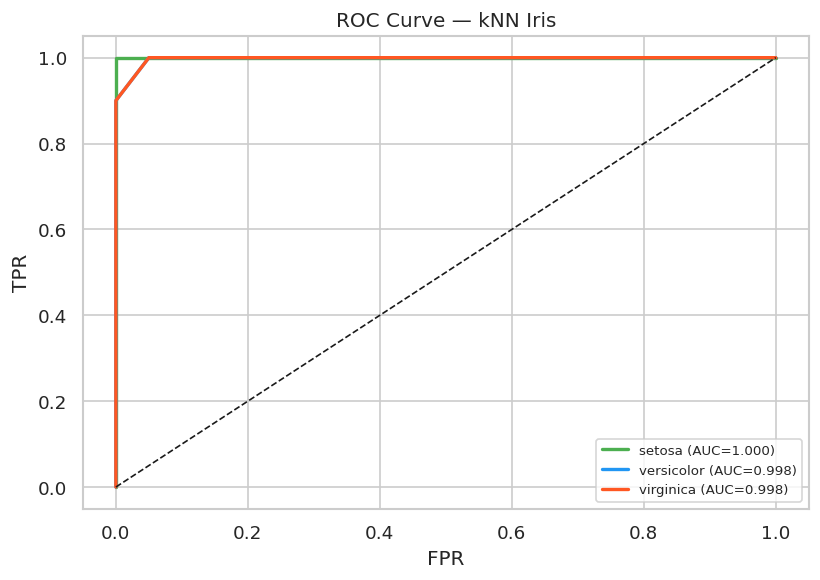 ROC Curve — kNN Iris
TPR
1.0
0.8
0.6
0.4
0.2
0.0
0.0 0.2 0.4 0.6 0.8 1.0
FPR
setosa (AUC=1.000)
versicolor (AUC=0.998)
virginica (AUC=0.998)